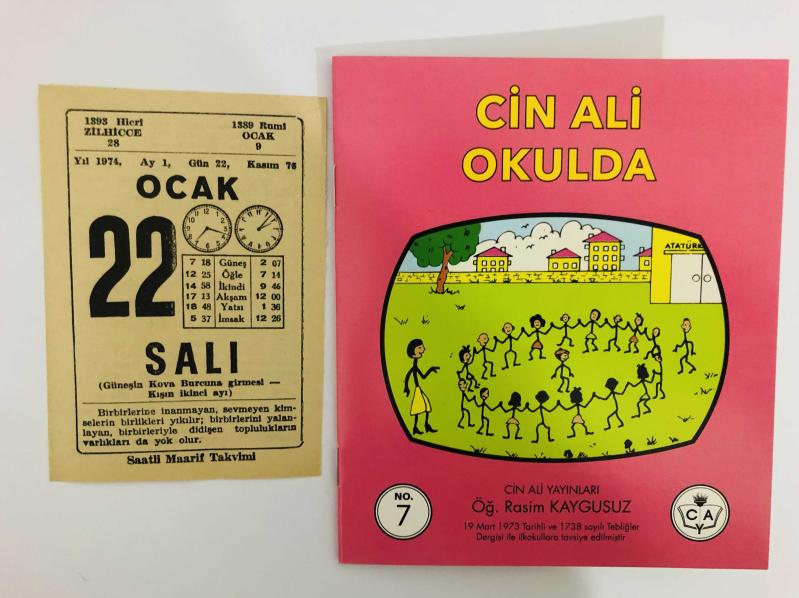 1393 Hicri
ZİLHİCCE
28
1389 Rumi
OCAK
9
Yıl 1974, Ay 1, Gün 22, Kasım 76
OCAK
22
7 18 Güneş 2 07
12 25 Öğle 7 14
14 58 İkindi 9 46
17 13 Akşam 12 00
18 48 Yatsı 1 36
5 37 İmsak 12 26
SALI
(Güneşin Kova Burcuna girmesi —
Kışın ikinci ayı)
Birbirlerine inanmayan, sevmeyen kim-
selerin birlikleri yıkılır; birbirlerini yalan-
layan, birbirleriyle didişen toplulukların
varlıkları da yok olur.
Saatli Maarif Takvimi
CİN ALİ
OKULDA
ATATÜRK
CİN ALİ YAYINLARI
Öğ. Rasim KAYGUSUZ
19 Mart 1973 Tarihli ve 1738 sayılı Tebliğler
Dergisi ile ilkokullara tavsiye edilmiştir
NO.
7
C A
Y